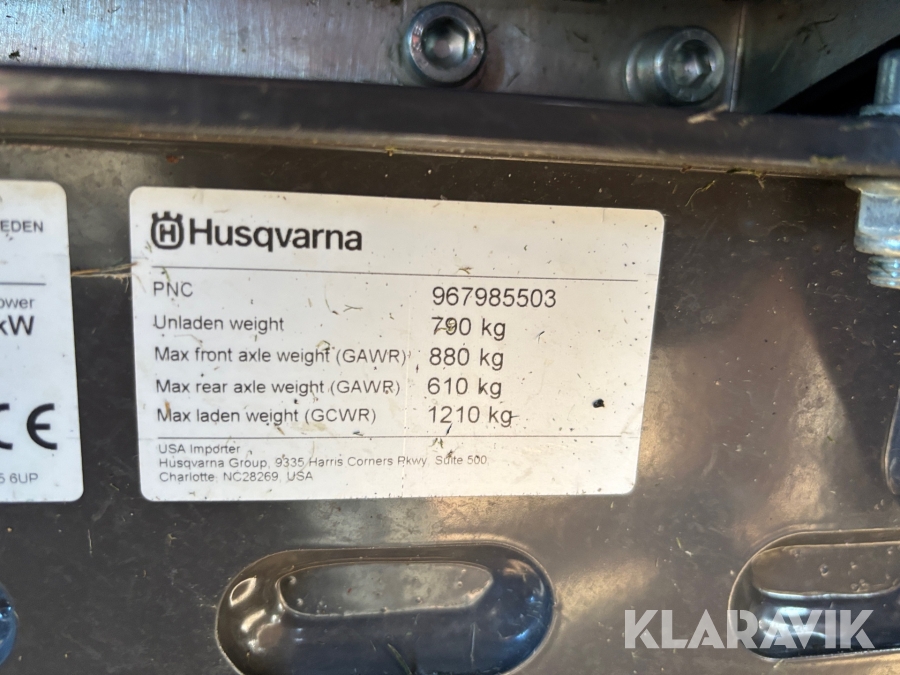 EDEN
ower
kW
CE
5 6UP
Husqvarna
PNC 967985503
Unladen weight 790 kg
Max front axle weight (GAWR) 880 kg
Max rear axle weight (GAWR) 610 kg
Max laden weight (GCWR) 1210 kg
USA Importer
Husqvarna Group, 9335 Harris Corners Pkwy, Suite 500,
Charlotte, NC28269, USA
KLARAVIK